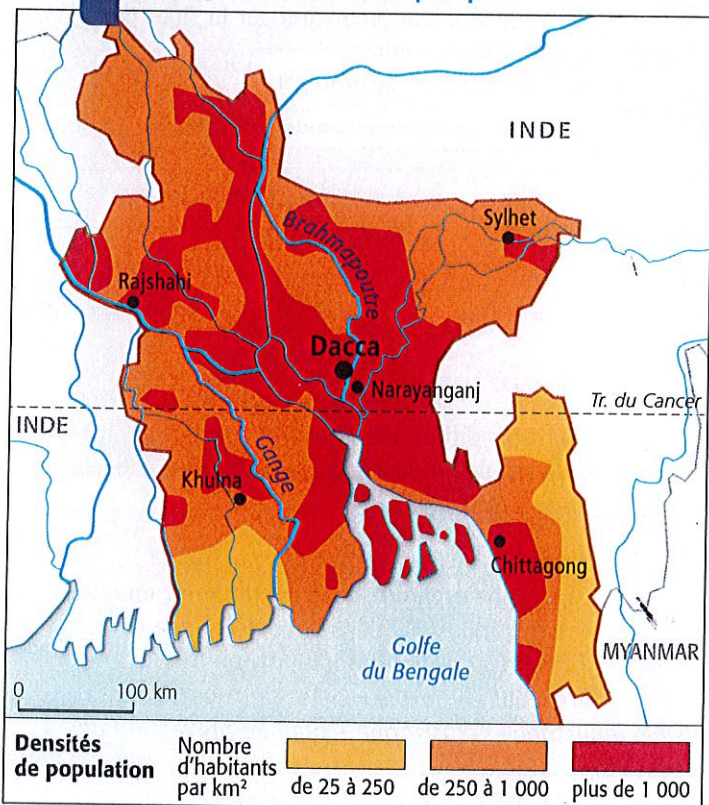 INDE
Sylhet
Brahmapoutre
Rajshahi
Dacca
Narayanganj
Tr. du Cancer
INDE
Gange
Khulna
Chittagong
Golfe
du Bengale
MYANMAR
0 100 km
Densités
de population
Nombre
d'habitants
par km²
de 25 à 250
de 250 à 1 000
plus de 1 000